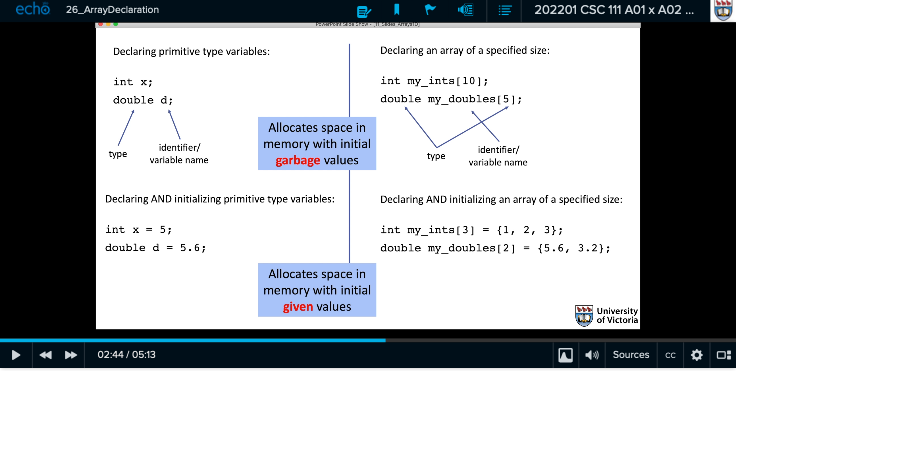 echo 26_ArrayDeclaration 202201 CSC 111 A01 x A02 ...
Declaring primitive type variables:
int x;
double d;
type
identifier/
variable name
Declaring an array of a specified size:
int my_ints[10];
double my_doubles[5];
type
identifier/
variable name
Allocates space in
memory with initial
garbage values
Declaring AND initializing primitive type variables:
int x = 5;
double d = 5.6;
Declaring AND initializing an array of a specified size:
int my_ints[3] = {1, 2, 3};
double my_doubles[2] = {5.6, 3.2};
Allocates space in
memory with initial
given values
University
of Victoria
02:44 / 05:13 Sources CC